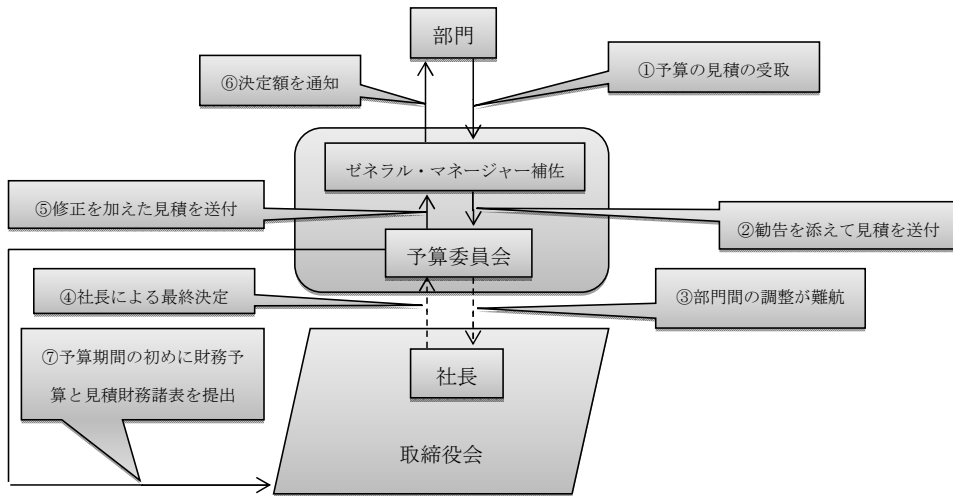 部門
⑥決定額を通知
①予算の見積の受取
ゼネラル・マネージャー補佐
⑤修正を加えた見積を送付
②勧告を添えて見積を送付
予算委員会
④社長による最終決定
③部門間の調整が難航
⑦予算期間の初めに財務予
算と見積財務諸表を提出
社長
取締役会